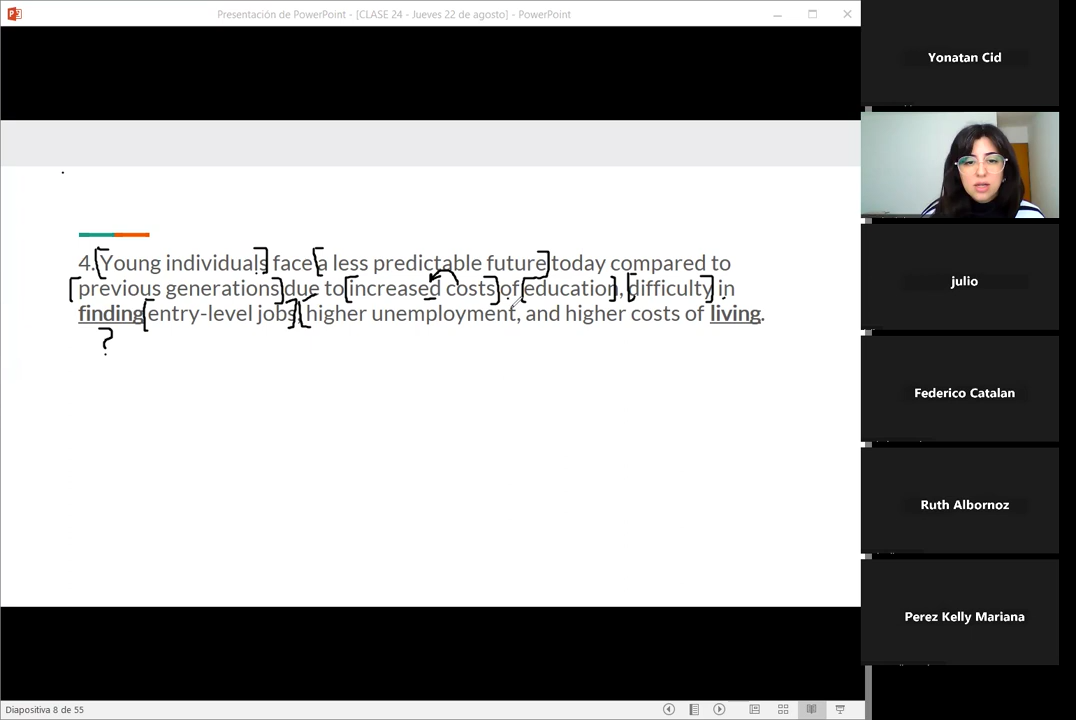 Presentación de PowerPoint - [CLASE 24 - Jueves 22 de agosto] - PowerPoint
4. Young individuals face a less predictable future today compared to
previous generations due to increased costs of education, difficulty in
finding entry-level jobs, higher unemployment, and higher costs of living.
?
Yonatan Cid
julio
Federico Catalan
Ruth Albornoz
Perez Kelly Mariana
Diapositiva 8 de 55